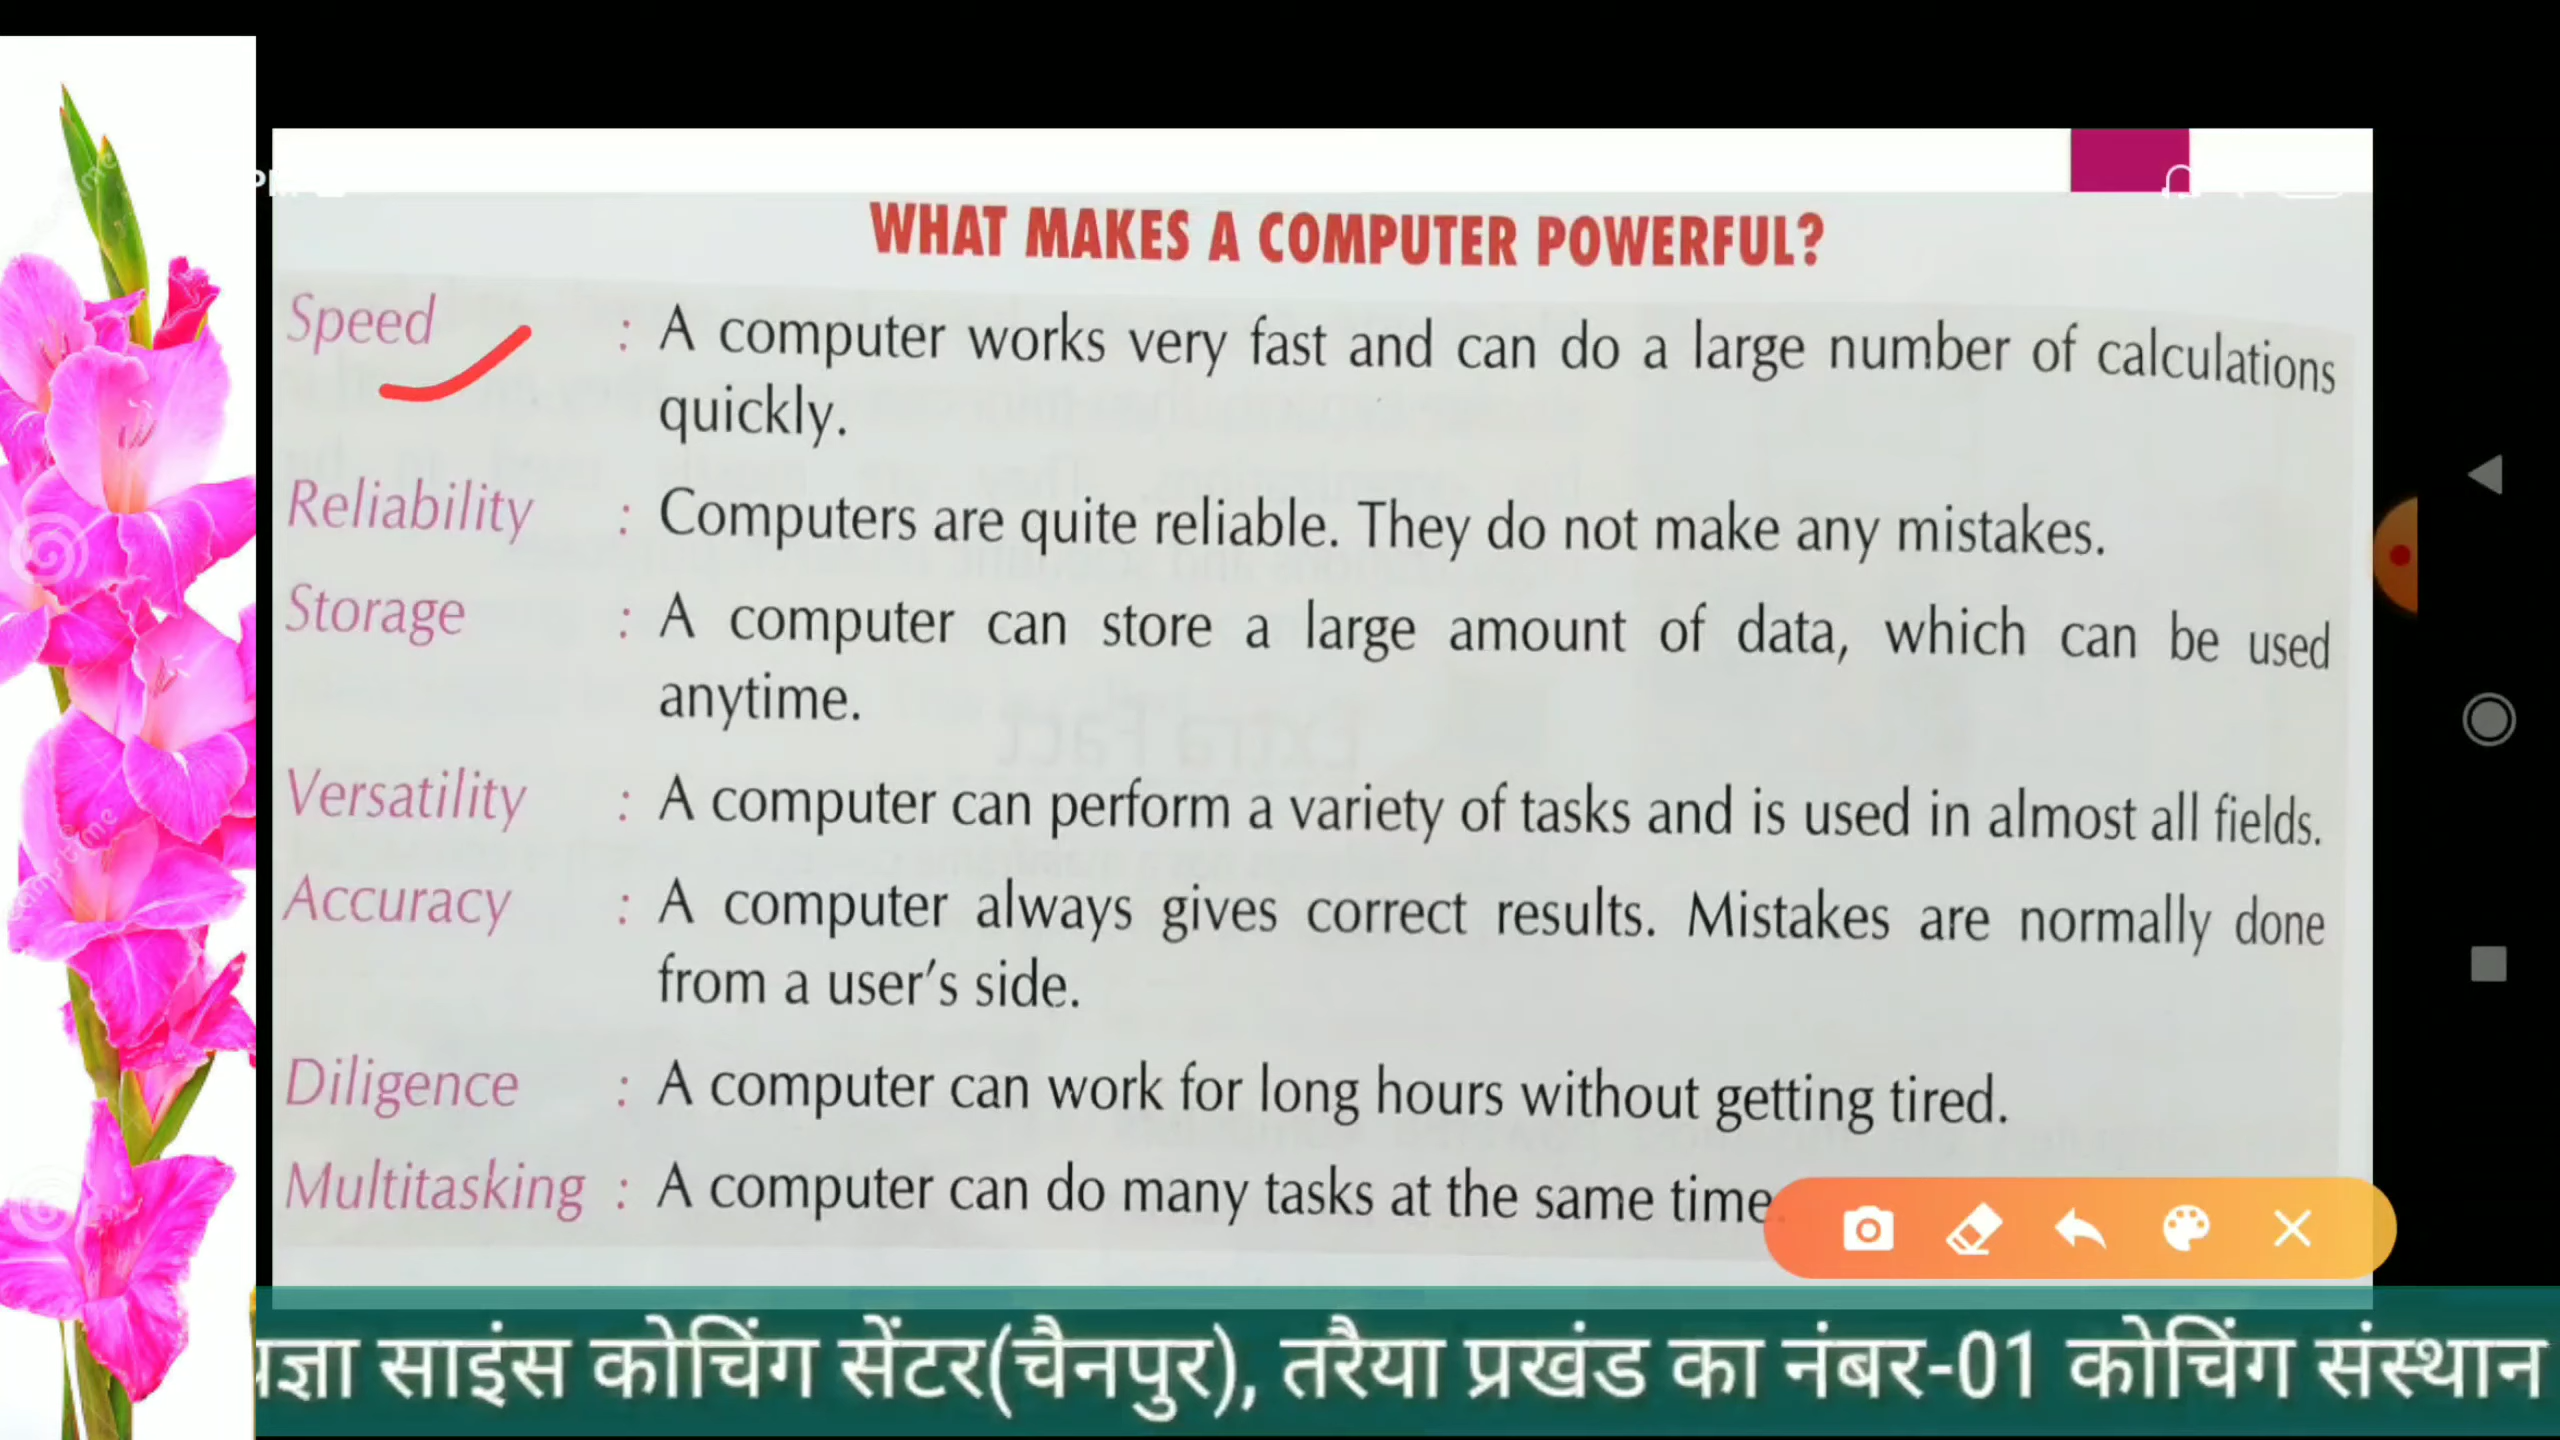 WHAT MAKES A COMPUTER POWERFUL?
Speed : A computer works very fast and can do a large number of calculations
quickly.
Reliability : Computers are quite reliable. They do not make any mistakes.
Storage : A computer can store a large amount of data, which can be used
anytime.
Versatility : A computer can perform a variety of tasks and is used in almost all fields.
Accuracy : A computer always gives correct results. Mistakes are normally done
from a user's side.
Diligence : A computer can work for long hours without getting tired.
Multitasking : A computer can do many tasks at the same time.
साइंस कोचिंग सेंटर(चैनपुर), तरैया प्रखंड का नंबर-01 कोचिंग संस्थान